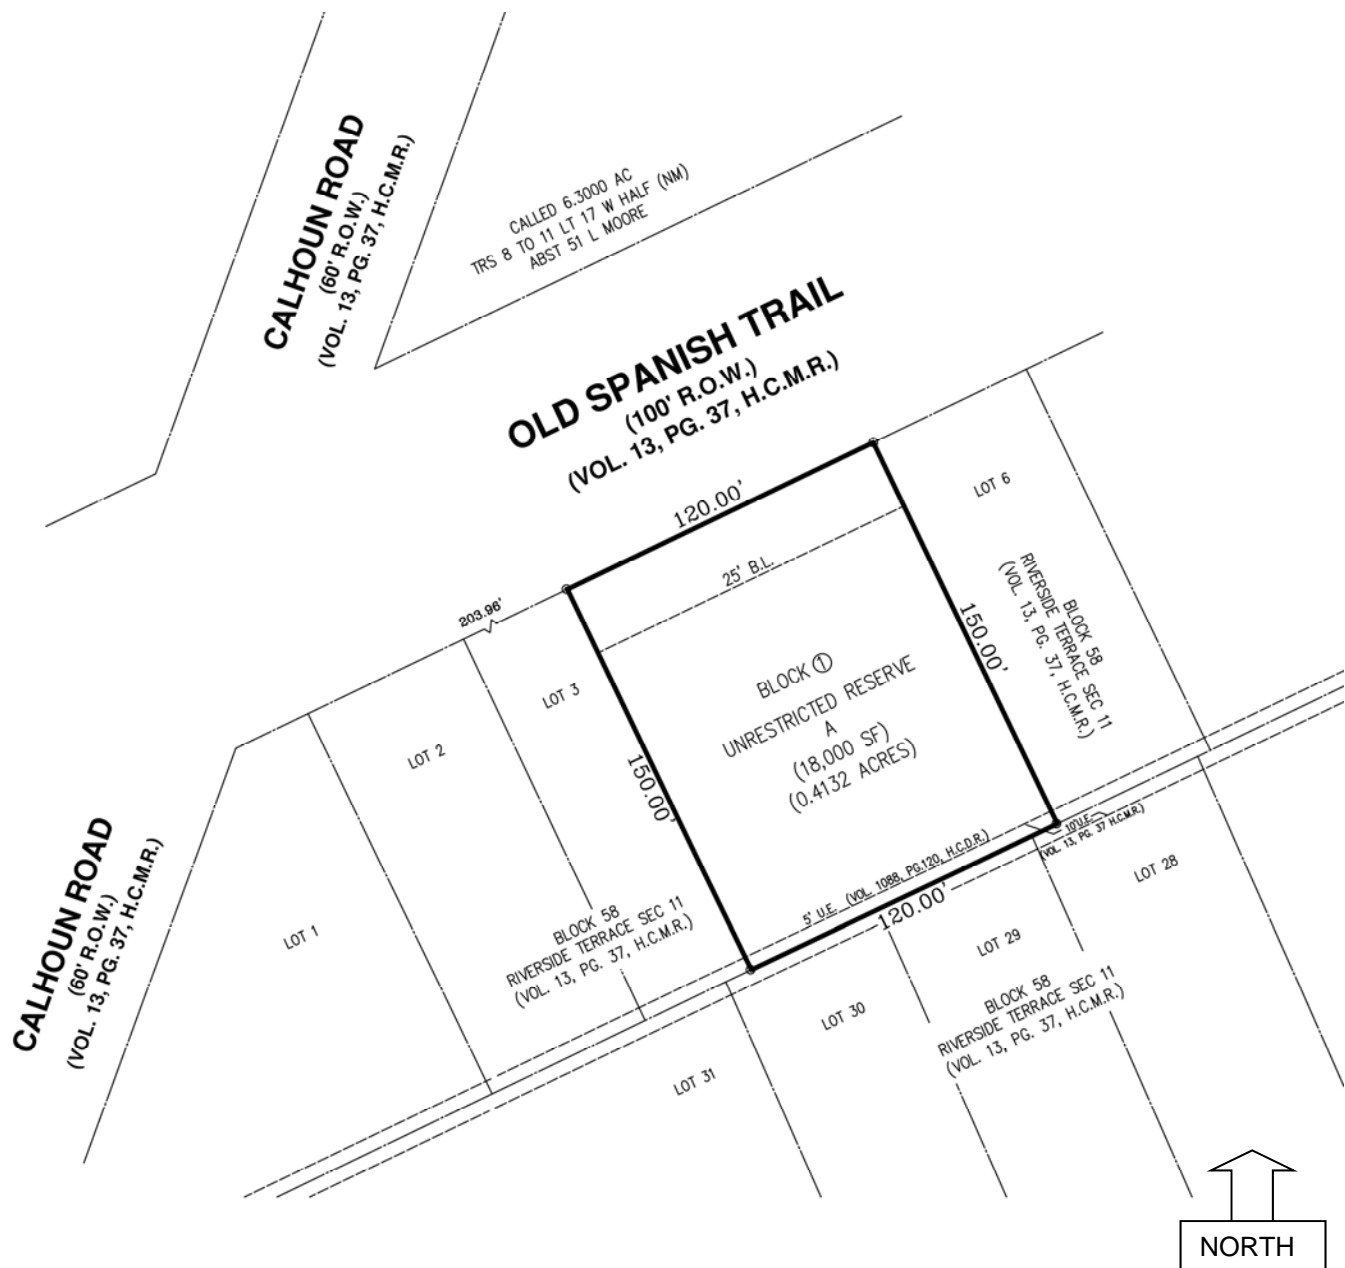 CALHOUN ROAD
(60' R.O.W.)
(VOL. 13, PG. 37, H.C.M.R.)
CALLED 6.3000 AC
TRS 8 TO 11 LT 17 W HALF (NM)
ABST 51 L MOORE
OLD SPANISH TRAIL
(100' R.O.W.)
(VOL. 13, PG. 37, H.C.M.R.)
120.00'
LOT 6
25' B.L.
203.96'
BLOCK 58
RIVERSIDE TERRACE SEC 11
(VOL. 13, PG. 37, H.C.M.R.)
150.00'
BLOCK 1
UNRESTRICTED RESERVE
A
(18,000 SF)
(0.4132 ACRES)
LOT 3
LOT 2
150.00'
10' U.E.
(VOL. 13, PG. 37 H.C.M.R.)
5' U.E. (VOL. 1088, PG.120, H.C.D.R.)
120.00'
LOT 28
CALHOUN ROAD
(60' R.O.W.)
(VOL. 13, PG. 37, H.C.M.R.)
LOT 1
BLOCK 58
RIVERSIDE TERRACE SEC 11
(VOL. 13, PG. 37, H.C.M.R.)
LOT 29
LOT 30
BLOCK 58
RIVERSIDE TERRACE SEC 11
(VOL. 13, PG. 37, H.C.M.R.)
LOT 31
NORTH